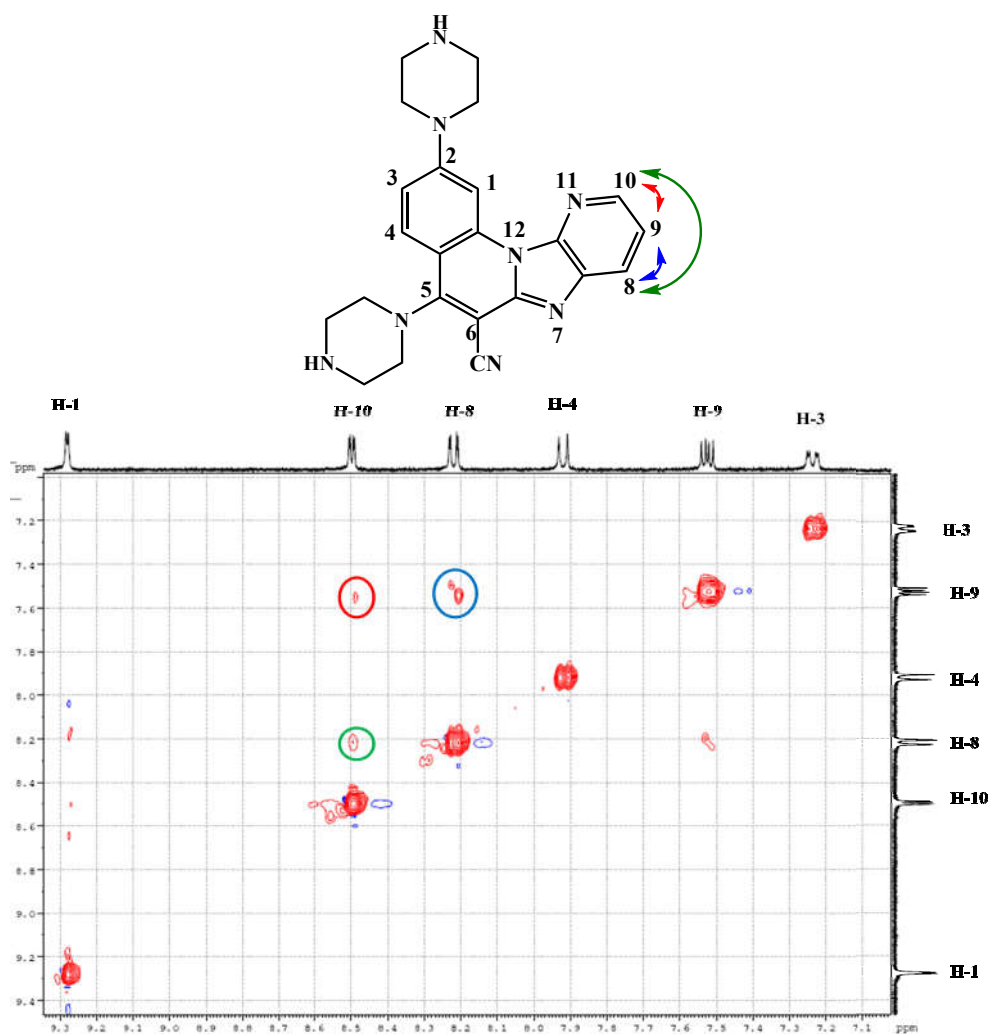 H
N
N
2
3
1
11
10
N
4
12
9
N
8
5
N
6
N
7
HN
CN
H-1
H-10
H-8
H-4
H-9
H-3
ppm
7.2
H-3
7.4
H-9
7.6
7.8
H-4
8.0
8.2
H-8
8.4
H-10
8.6
8.8
9.0
9.2
H-1
9.4
9.3 9.2 9.1 9.0 8.9 8.8 8.7 8.6 8.5 8.4 8.3 8.2 8.1 8.0 7.9 7.8 7.7 7.6 7.5 7.4 7.3 7.2 7.1 ppm